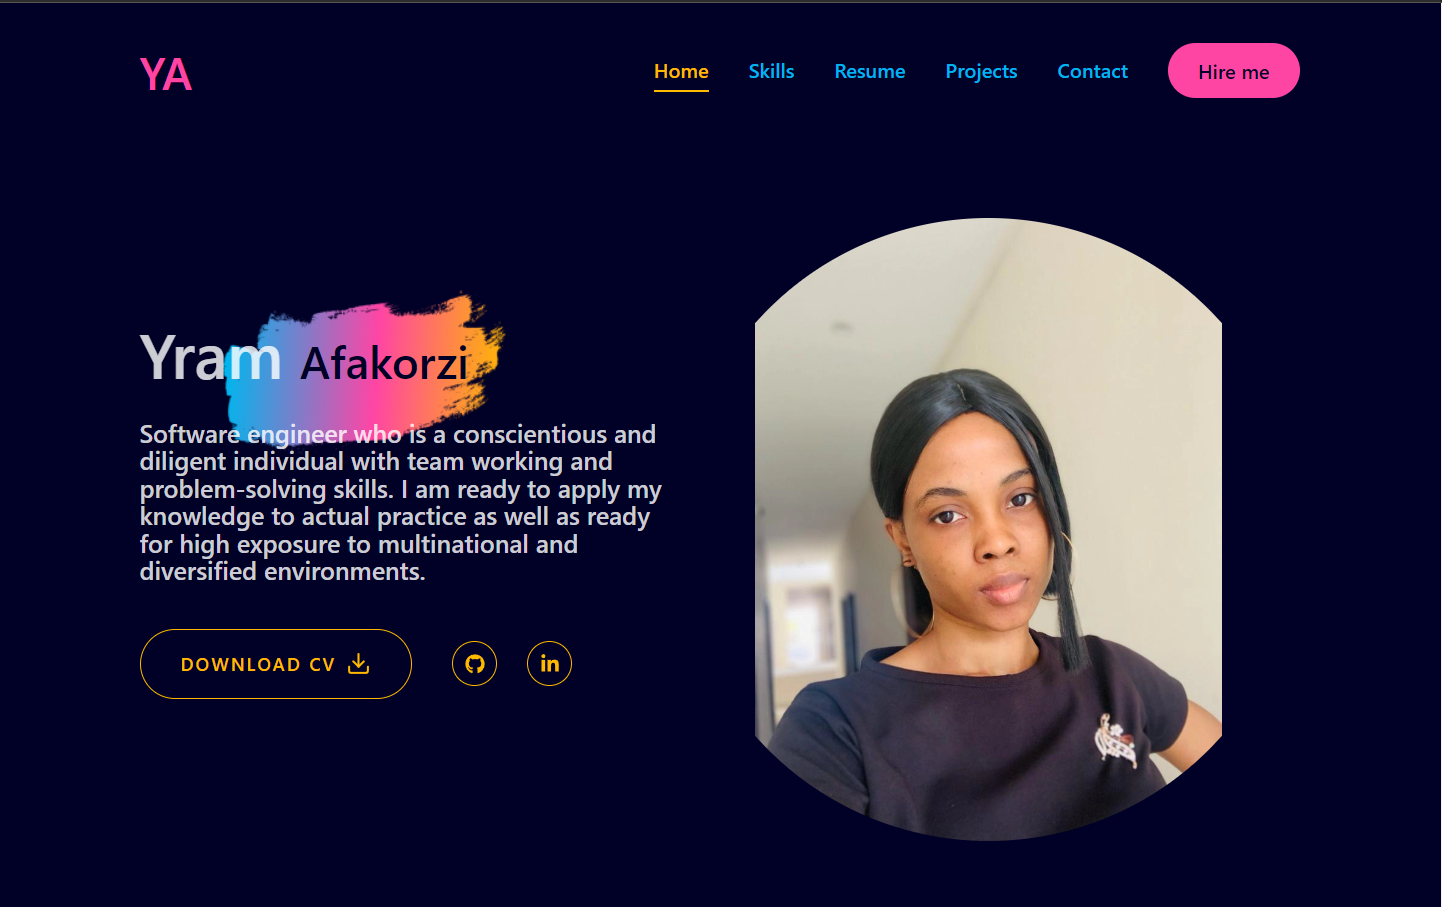 YA
Home Skills Resume Projects Contact Hire me
Yram Afakorzi
Software engineer who is a conscientious and
diligent individual with team working and
problem-solving skills. I am ready to apply my
knowledge to actual practice as well as ready
for high exposure to multinational and
diversified environments.
DOWNLOAD CV
in